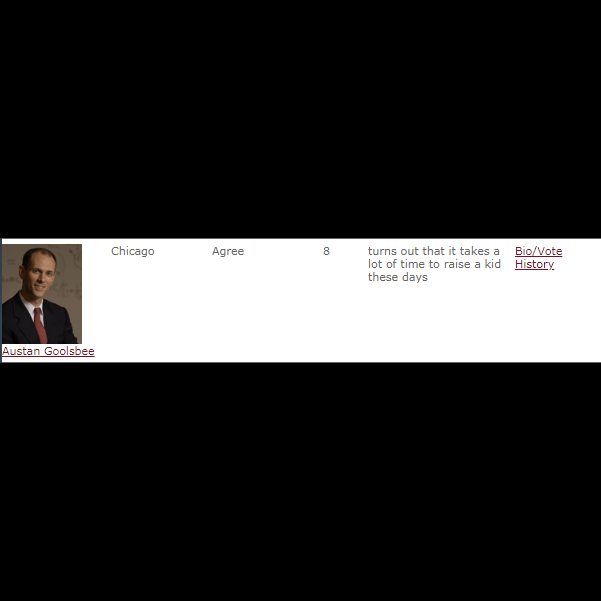 Chicago
Agree
8
turns out that it takes a
lot of time to raise a kid
these days
Bio/Vote
History
Austan Goolsbee